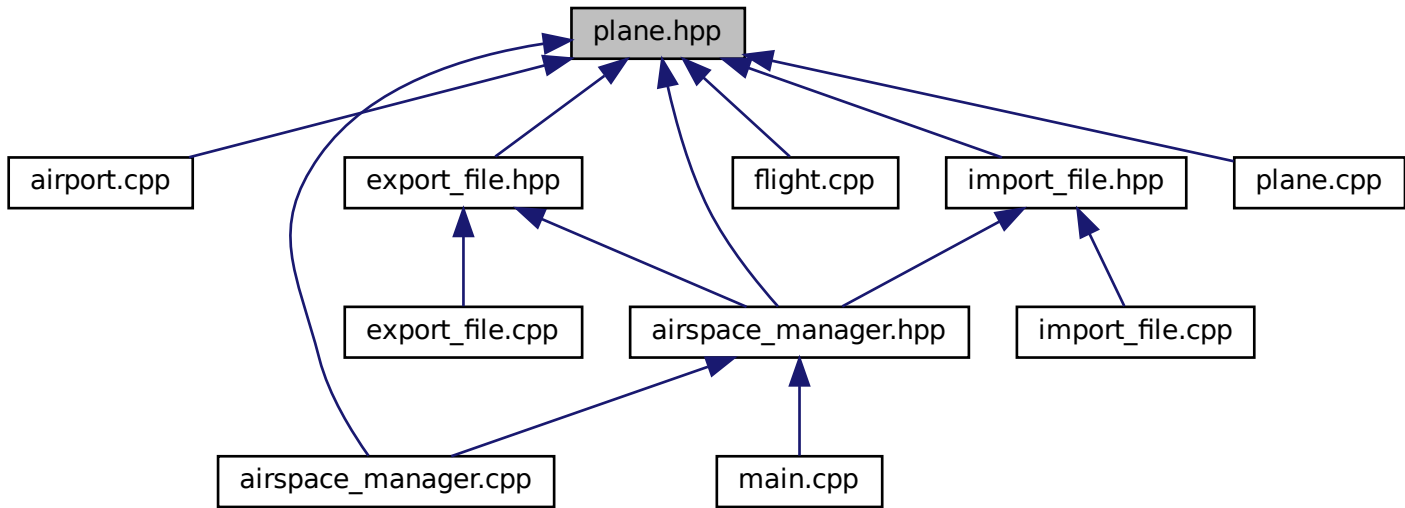 plane.hpp
airport.cpp
export_file.hpp
flight.cpp
import_file.hpp
plane.cpp
export_file.cpp
airspace_manager.hpp
import_file.cpp
airspace_manager.cpp
main.cpp